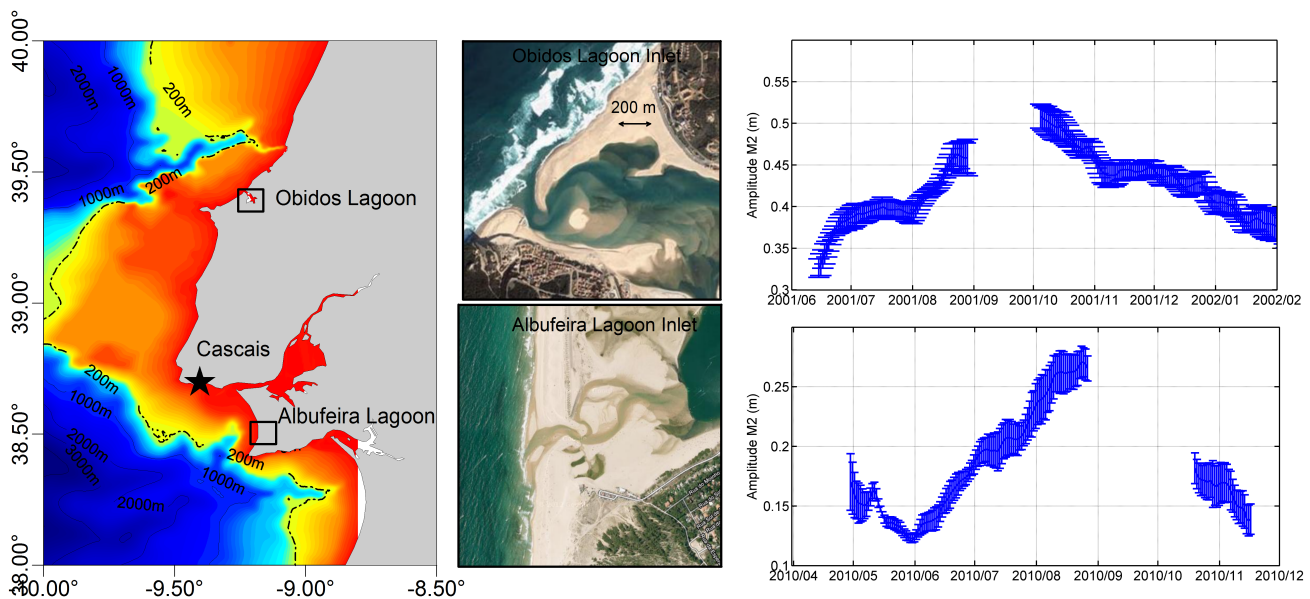 40.00°
39.50°
39.00°
38.50°
38.00°
-10.00°
-9.50°
-9.00°
-8.50°
2000m
1000m
200m
1000m
200m
Obidos Lagoon
Cascais
Albufeira Lagoon
200m
1000m
2000m
3000m
200m
1000m
2000m
Obidos Lagoon Inlet
200 m
Albufeira Lagoon Inlet
Amplitude M2 (m)
0.55
0.5
0.45
0.4
0.35
0.3
2001/06 2001/07 2001/08 2001/09 2001/10 2001/11 2001/12 2002/01 2002/02
Amplitude M2 (m)
0.25
0.2
0.15
0.1
2010/04 2010/05 2010/06 2010/07 2010/08 2010/09 2010/10 2010/11 2010/12